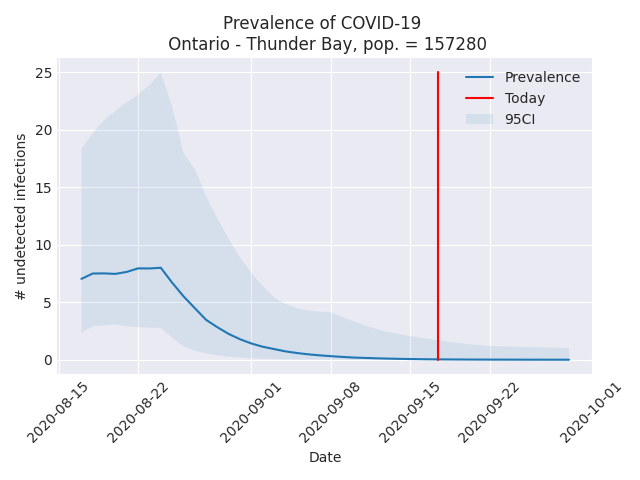 Prevalence of COVID-19
Ontario - Thunder Bay, pop. = 157280
25
20
15
10
5
0
# undetected infections
Prevalence
Today
95CI
2020-08-15
2020-08-22
2020-09-01
2020-09-08
2020-09-15
2020-09-22
2020-10-01
Date